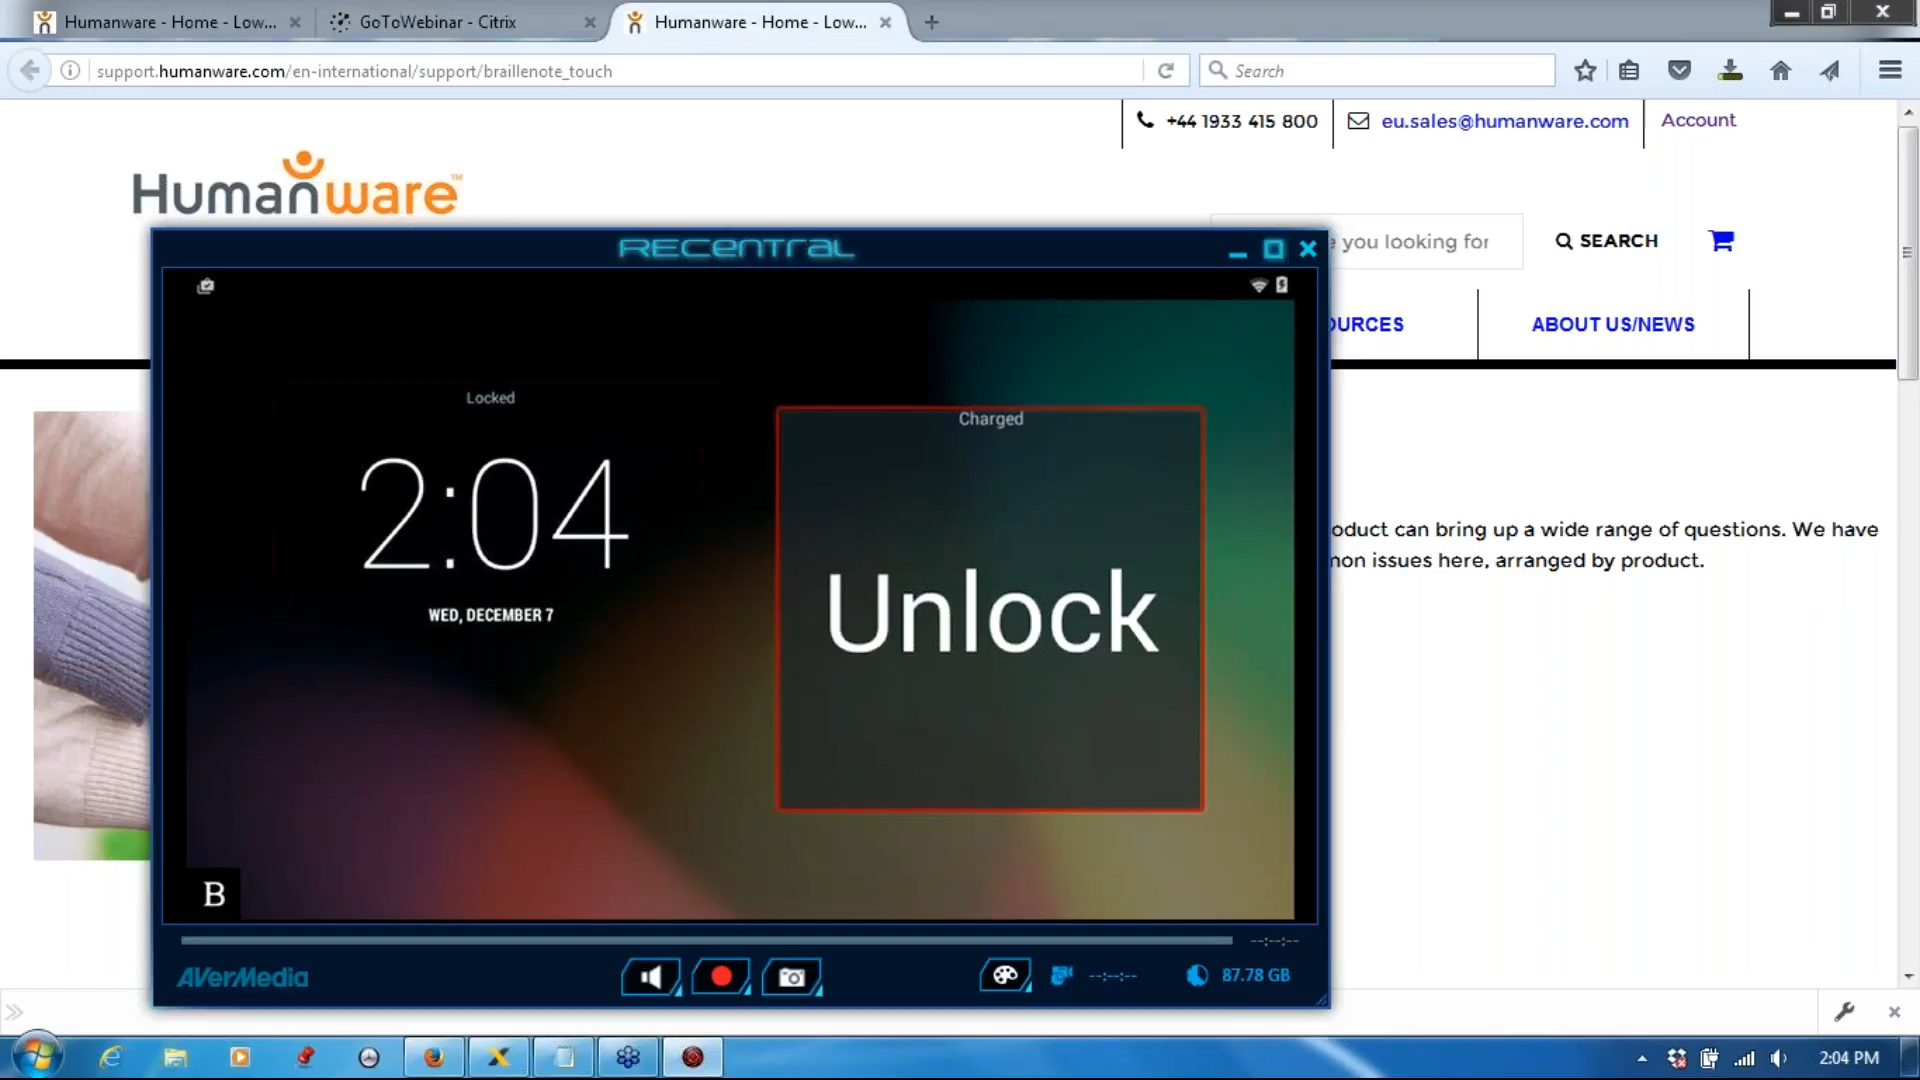 Humanware - Home - Low...
GoToWebinar - Citrix
Humanware - Home - Low...
support.humanware.com/en-international/support/braillenote_touch
Search
+44 1933 415 800
eu.sales@humanware.com
Account
Humanware™
RECentral
e you looking for
SEARCH
OURCES
ABOUT US/NEWS
Locked
2:04
WED, DECEMBER 7
Charged
Unlock
oduct can bring up a wide range of questions. We have
mon issues here, arranged by product.
B
--:--:--
AVerMedia
--:--:--
87.78 GB
2:04 PM